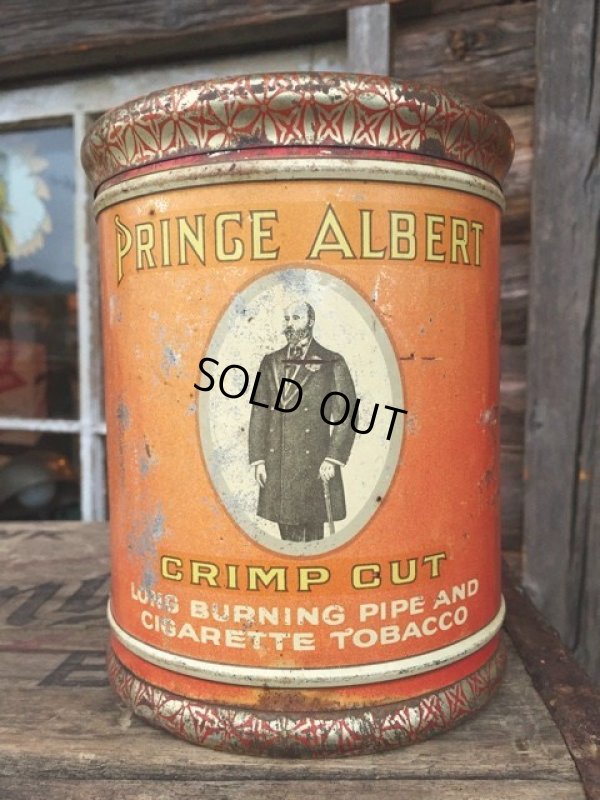 PRINCE ALBERT
SOLD OUT
CRIMP CUT
LONG BURNING PIPE AND
CIGARETTE TOBACCO